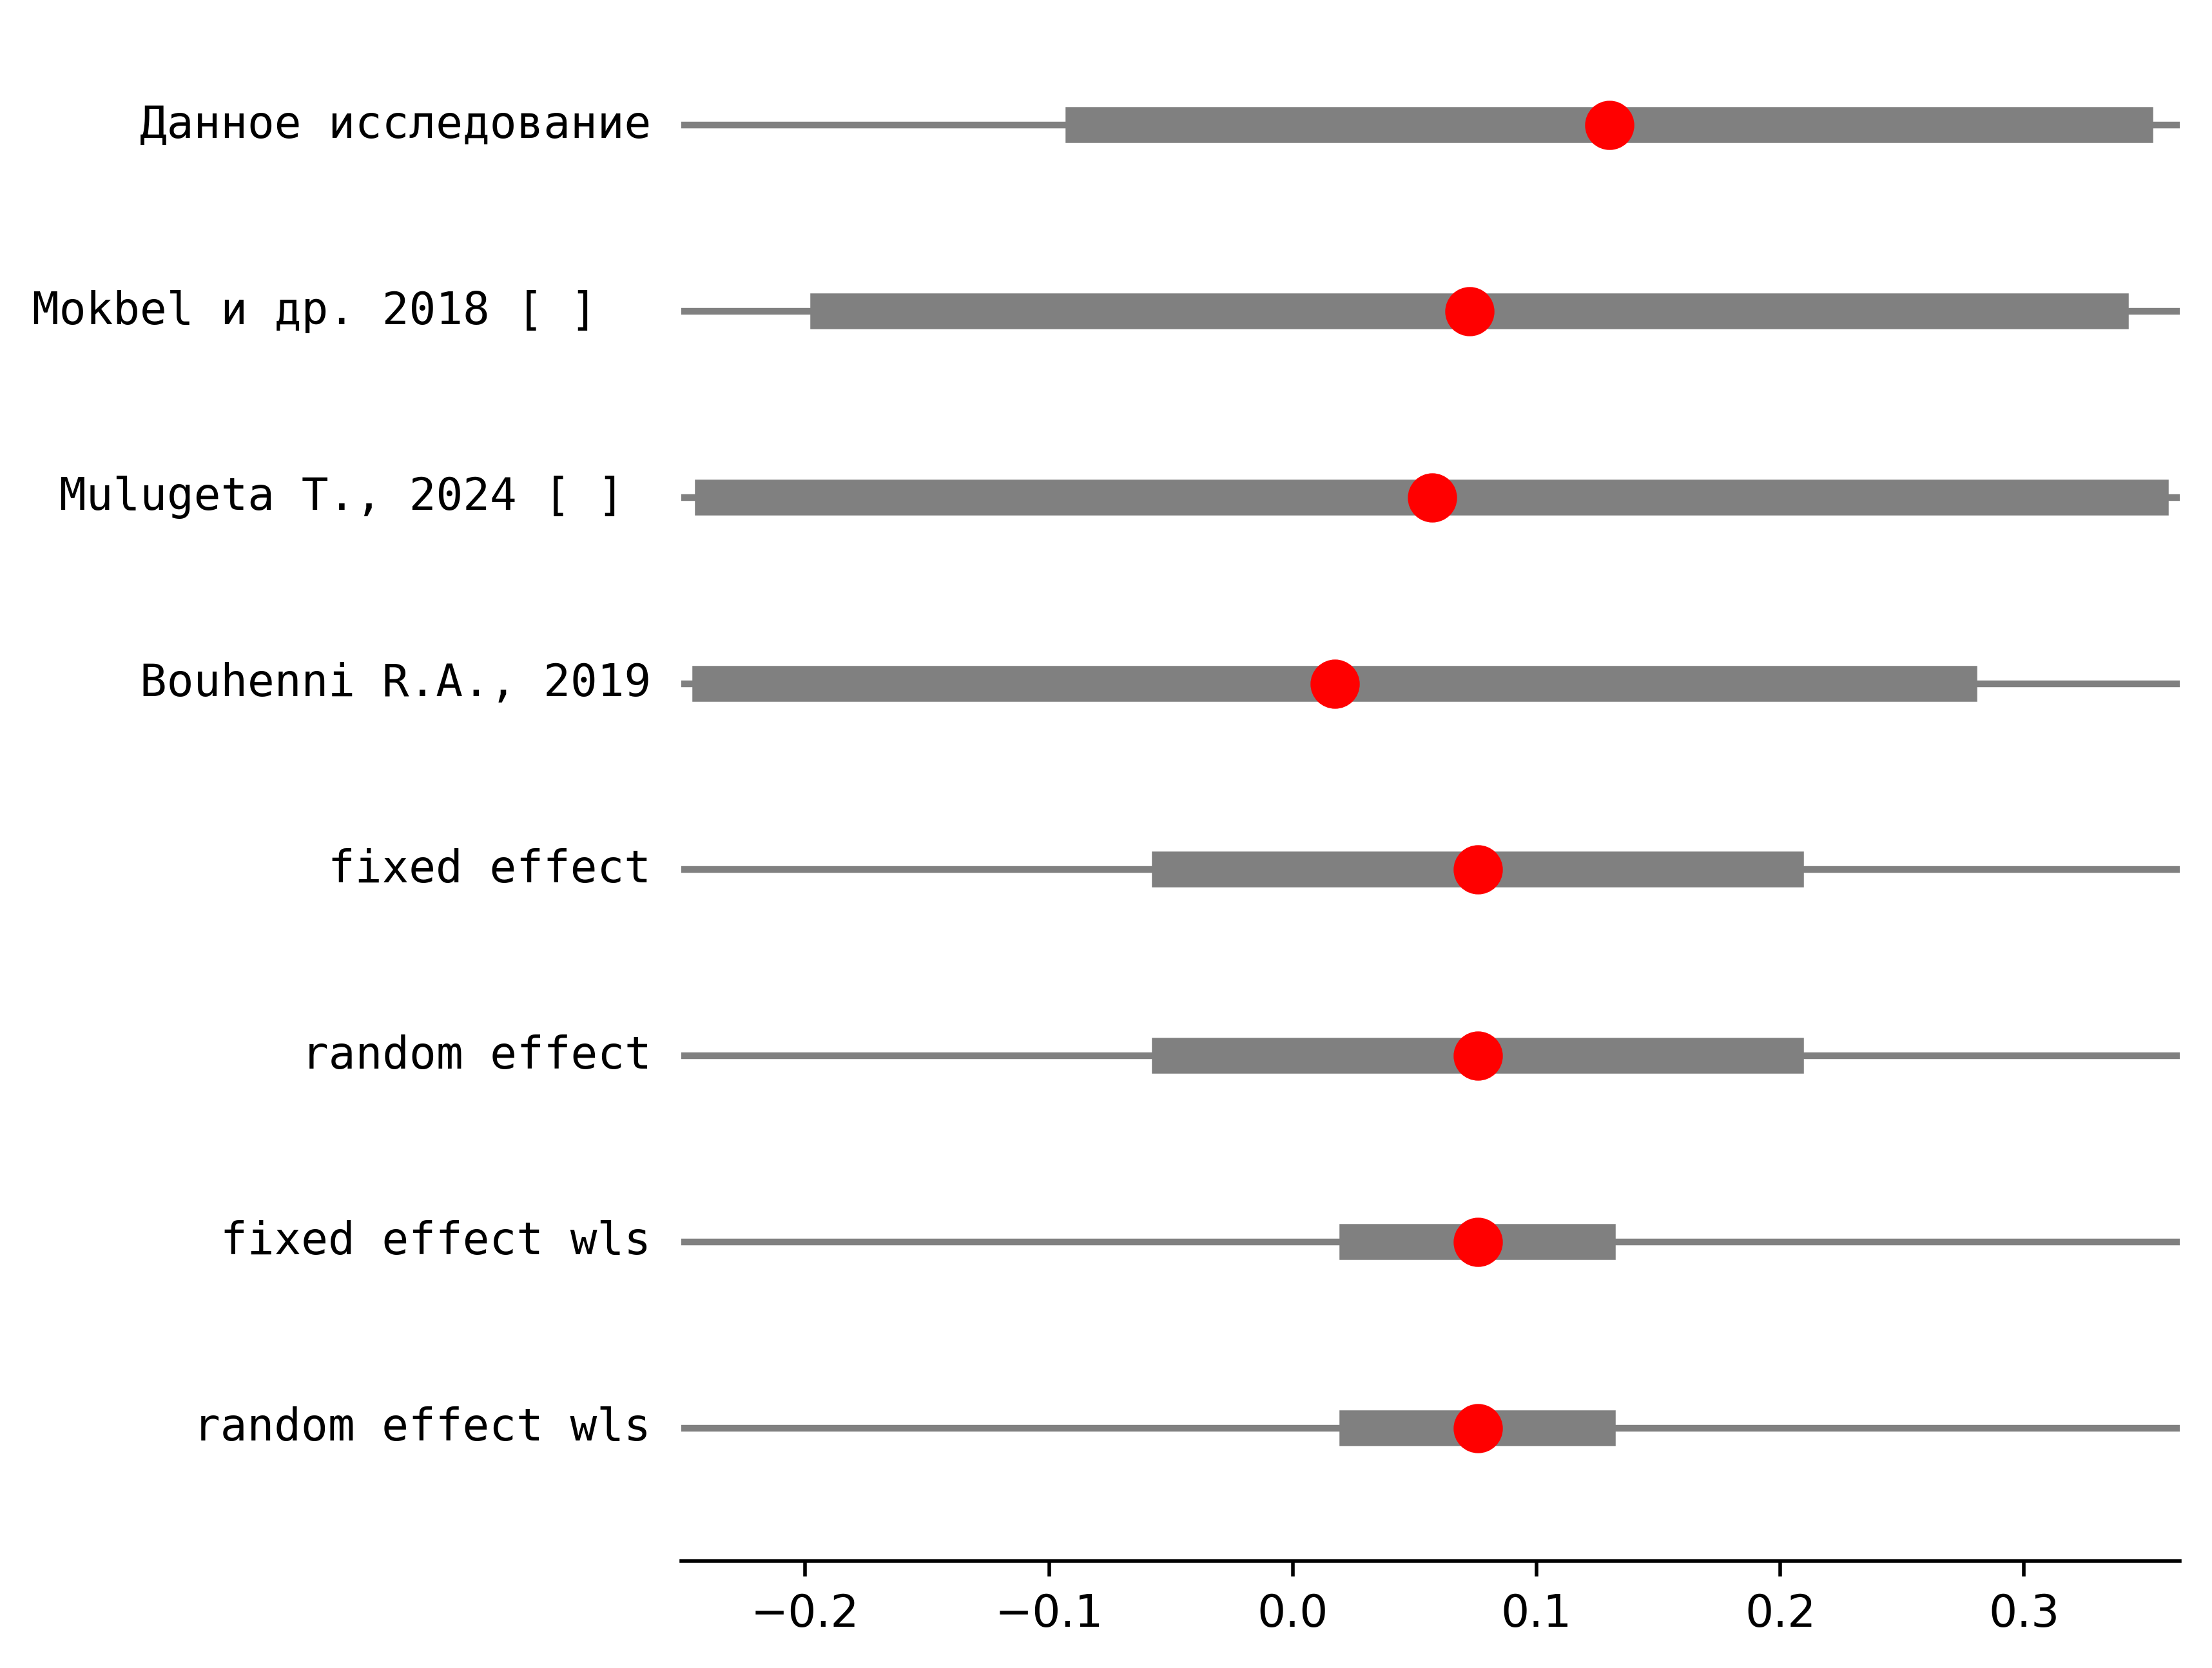 Данное исследование
Mokbel и др. 2018 [ ]
Mulugeta T., 2024 [ ]
Bouhenni R.A., 2019
fixed effect
random effect
fixed effect wls
random effect wls
−0.2 −0.1 0.0 0.1 0.2 0.3